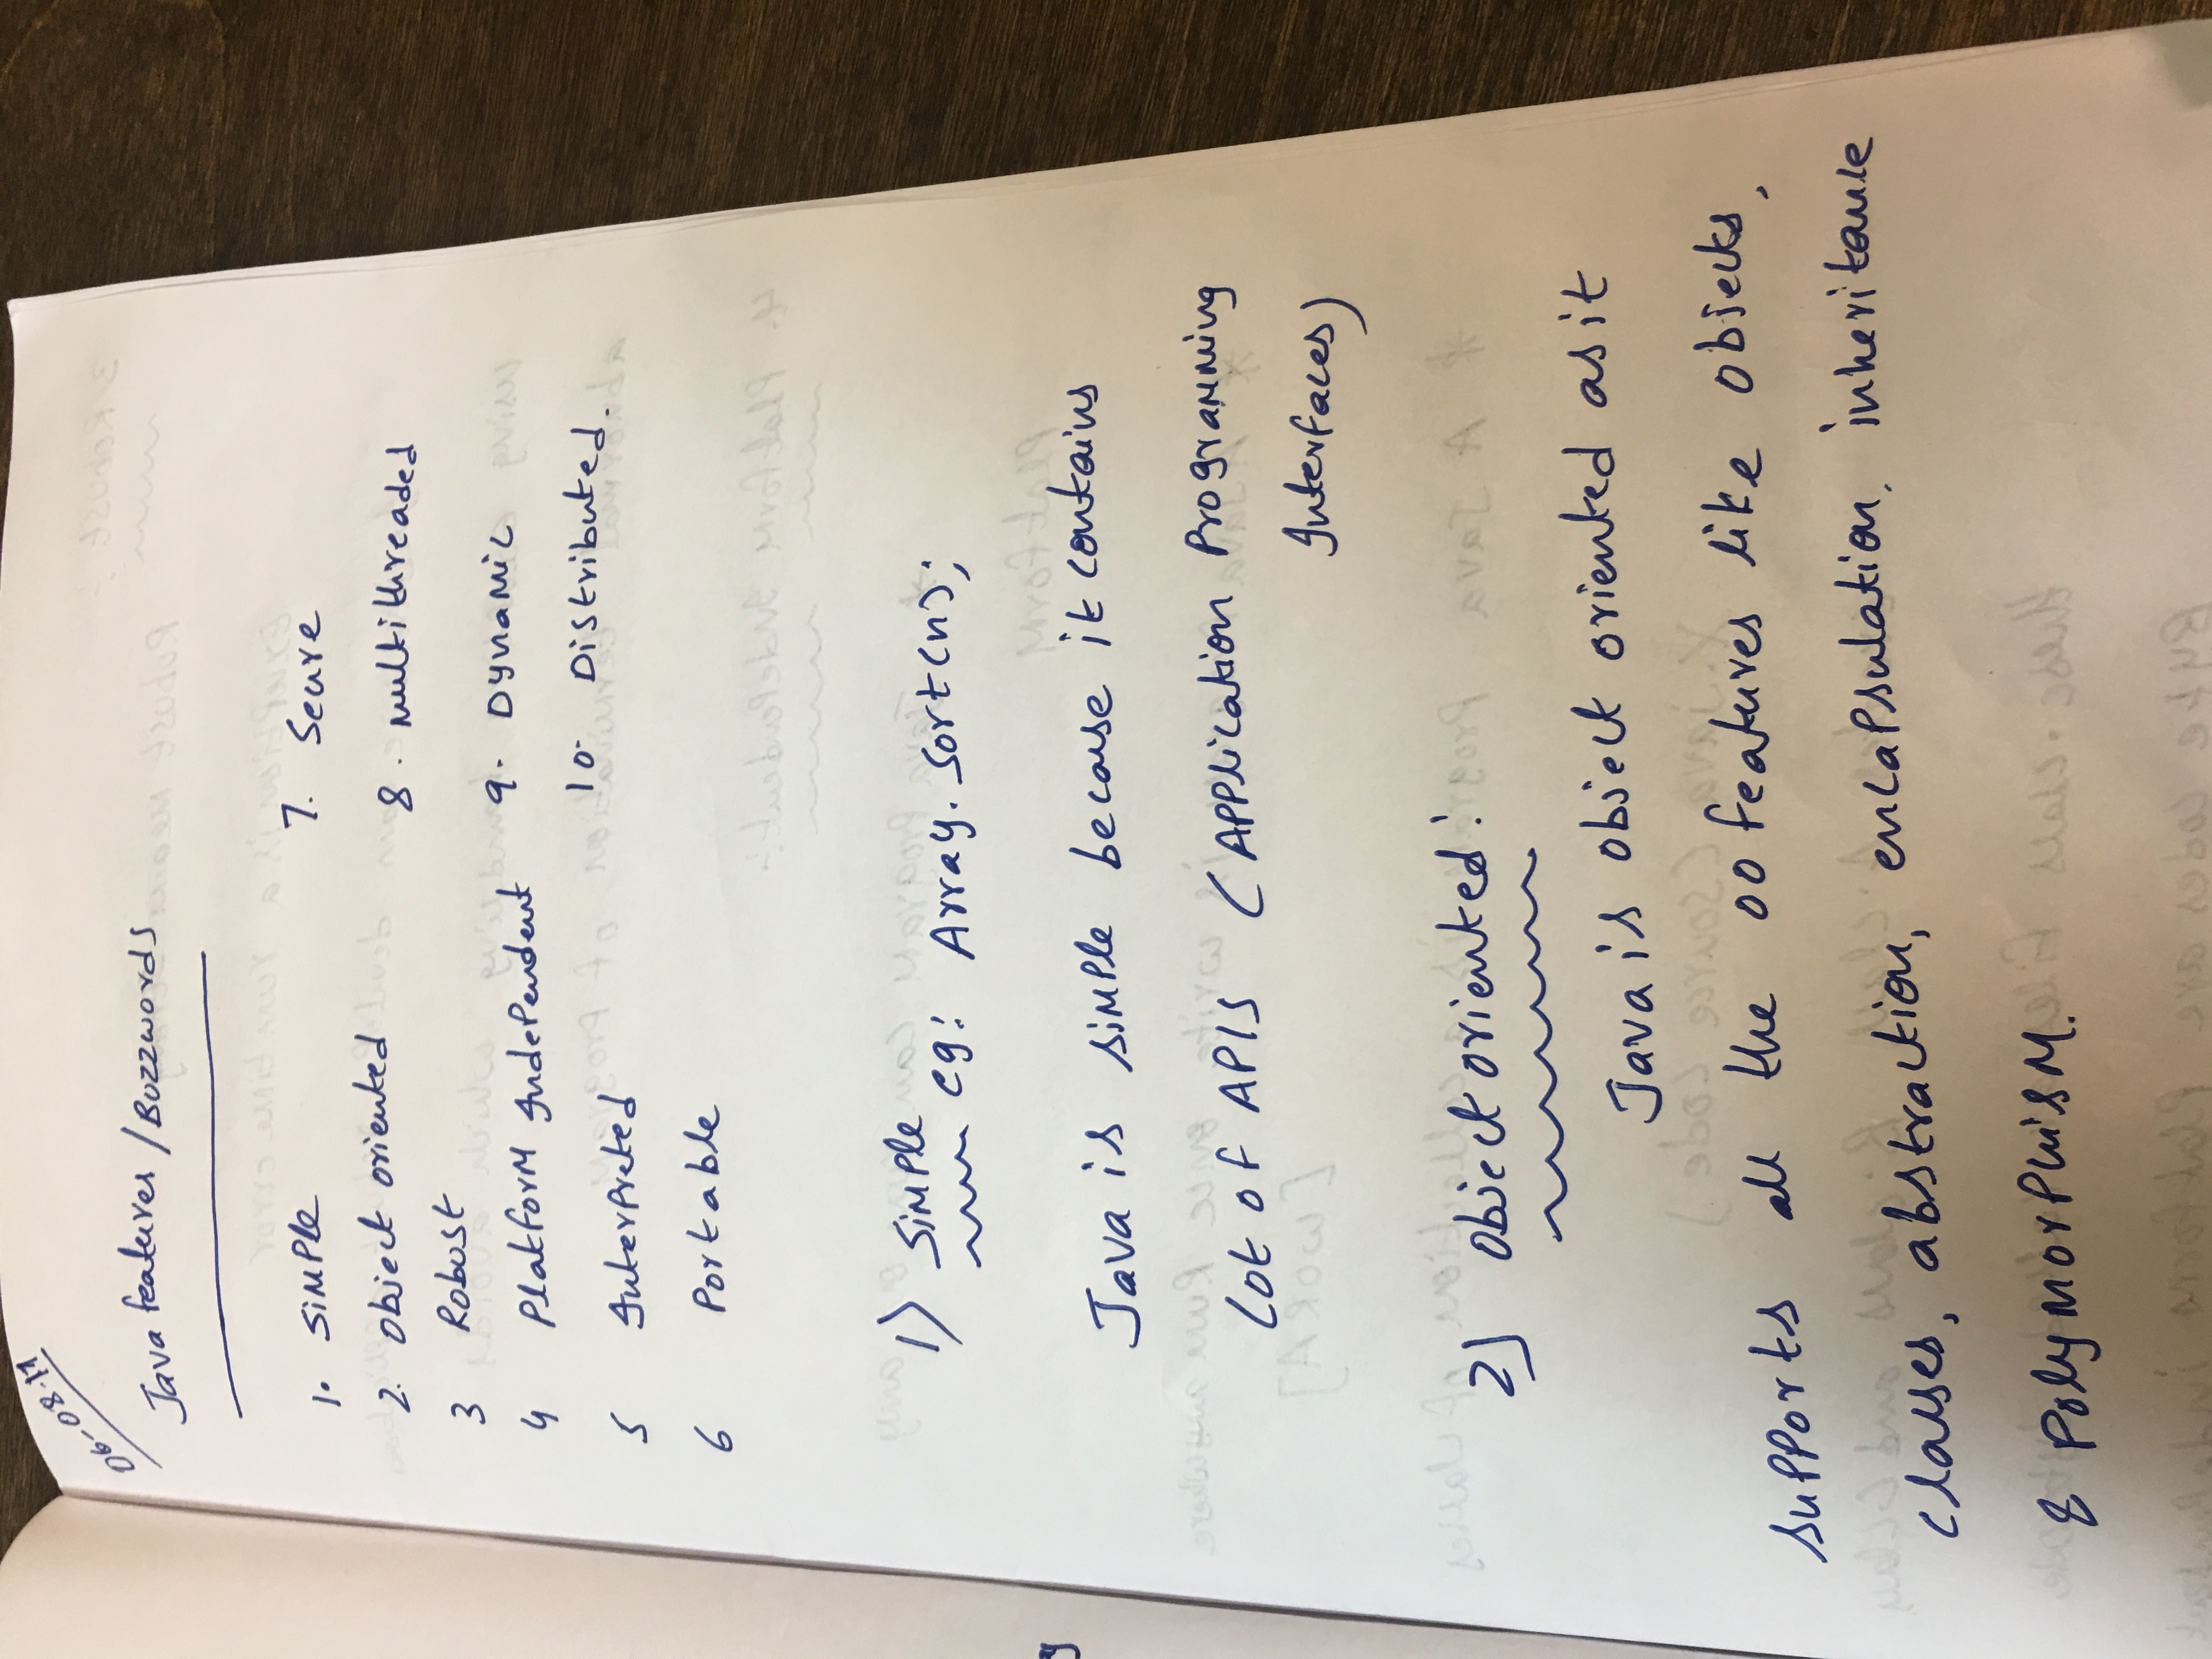 06-08-17
Java features / Buzzwords
1. Simple
2. Object oriented
3 Robust
4 Platform Independent
5 Interpreted
6 Portable
7. Secure
8. Multithreaded
9. Dynamic
10. Distributed.
1) Simple
eg: Array.sort(n);
Java is simple because it contains
Lot of APIs (Application Programming
Interfaces)
2) Object oriented:
Java is object oriented as it
supports all the OO features like objects,
classes, abstraction, encapsulation, inheritance
& Polymorphism.